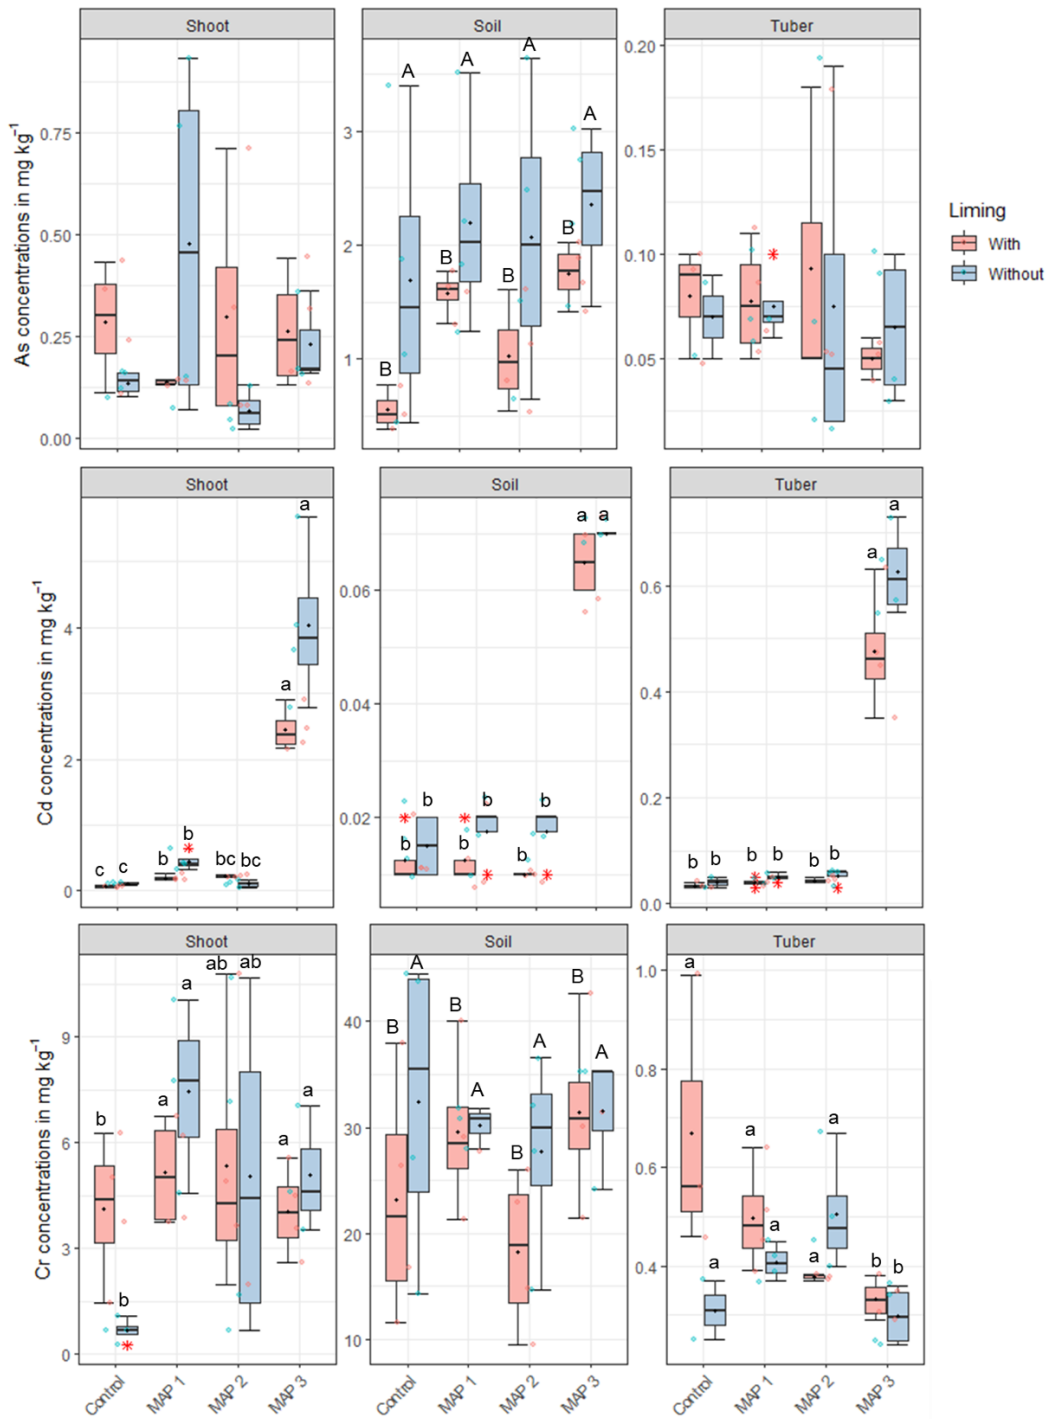 Shoot Soil Tuber
As concentrations in mg kg⁻¹
0.75
0.50
0.25
0.00
3
2
1
B A B A B A B A
0.20
0.15
0.10
0.05
*
Liming
With
Without
Shoot Soil Tuber
Cd concentrations in mg kg⁻¹
4
2
0
c c b b bc bc a a
*
0.06
0.04
0.02
b b b b b b a a
* * * *
0.6
0.4
0.2
0.0
b b b b b b a a
* * * *
Shoot Soil Tuber
Cr concentrations in mg kg⁻¹
9
6
3
0
b b a a ab ab a a
*
40
30
20
10
B A B A B A B A
1.0
0.8
0.6
0.4
a a a a a a b b
Control MAP 1 MAP 2 MAP 3
Control MAP 1 MAP 2 MAP 3
Control MAP 1 MAP 2 MAP 3